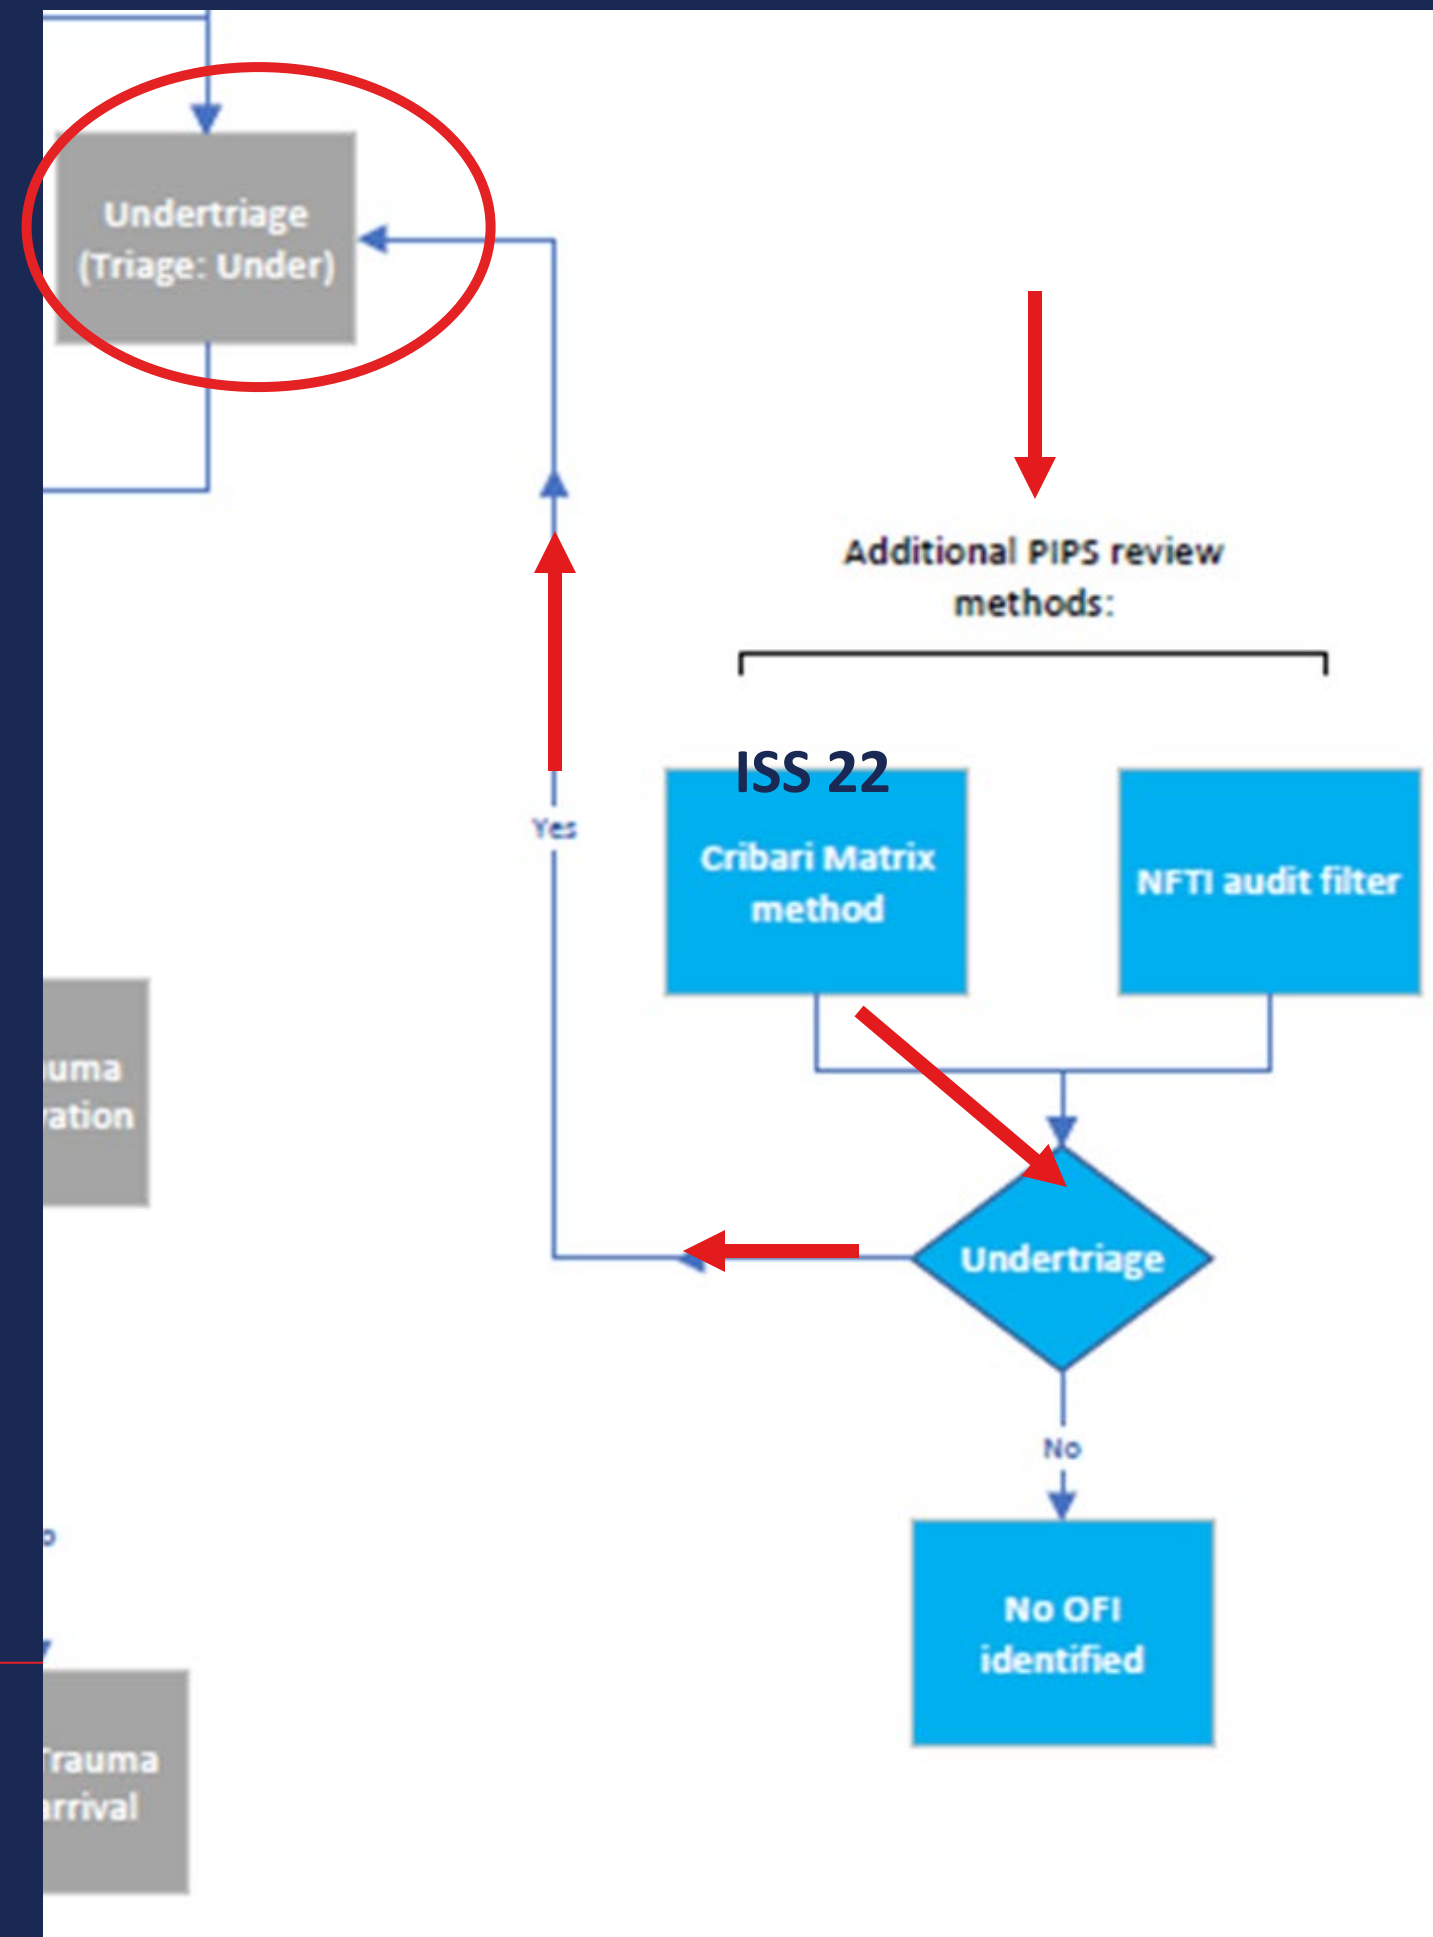 Undertriage
(Triage: Under)
Additional PIPS review
methods:
ISS 22
Cribari Matrix
method
NFTI audit filter
Yes
Undertriage
No
No OFI
identified
arrival